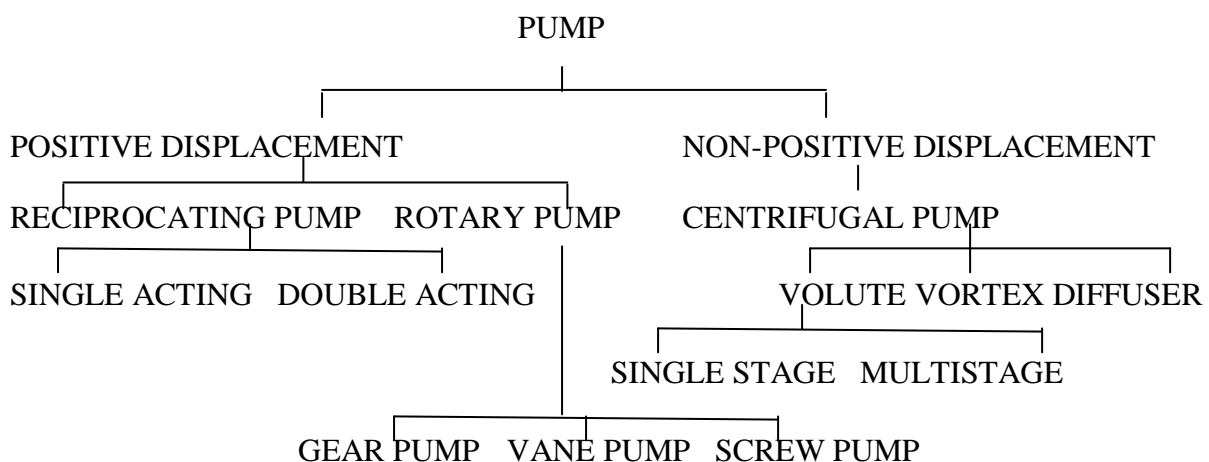 PUMP
POSITIVE DISPLACEMENT NON-POSITIVE DISPLACEMENT
RECIPROCATING PUMP ROTARY PUMP CENTRIFUGAL PUMP
SINGLE ACTING DOUBLE ACTING VOLUTE VORTEX DIFFUSER
SINGLE STAGE MULTISTAGE
GEAR PUMP VANE PUMP SCREW PUMP